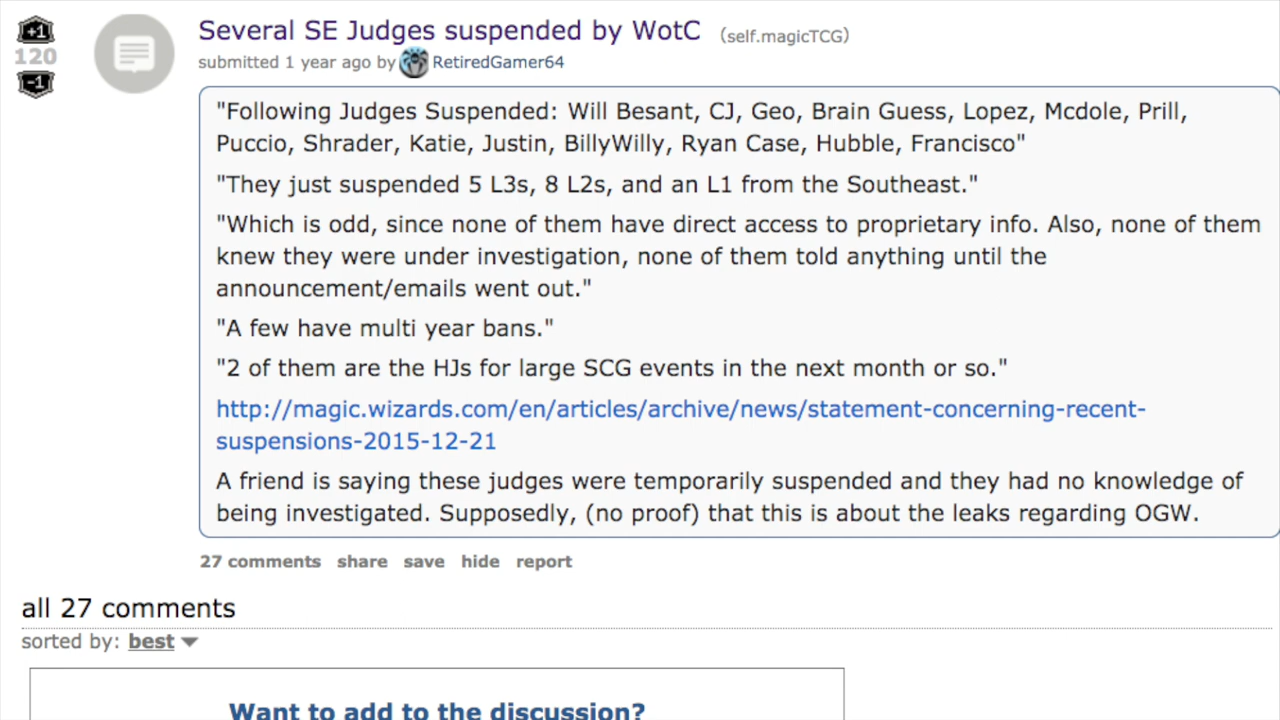 +1
120
-1
Several SE Judges suspended by WotC (self.magicTCG)
submitted 1 year ago by RetiredGamer64
"Following Judges Suspended: Will Besant, CJ, Geo, Brain Guess, Lopez, Mcdole, Prill,
Puccio, Shrader, Katie, Justin, BillyWilly, Ryan Case, Hubble, Francisco"
"They just suspended 5 L3s, 8 L2s, and an L1 from the Southeast."
"Which is odd, since none of them have direct access to proprietary info. Also, none of them
knew they were under investigation, none of them told anything until the
announcement/emails went out."
"A few have multi year bans."
"2 of them are the HJs for large SCG events in the next month or so."
http://magic.wizards.com/en/articles/archive/news/statement-concerning-recent-
suspensions-2015-12-21
A friend is saying these judges were temporarily suspended and they had no knowledge of
being investigated. Supposedly, (no proof) that this is about the leaks regarding OGW.
27 comments share save hide report
all 27 comments
sorted by: best
Want to add to the discussion?